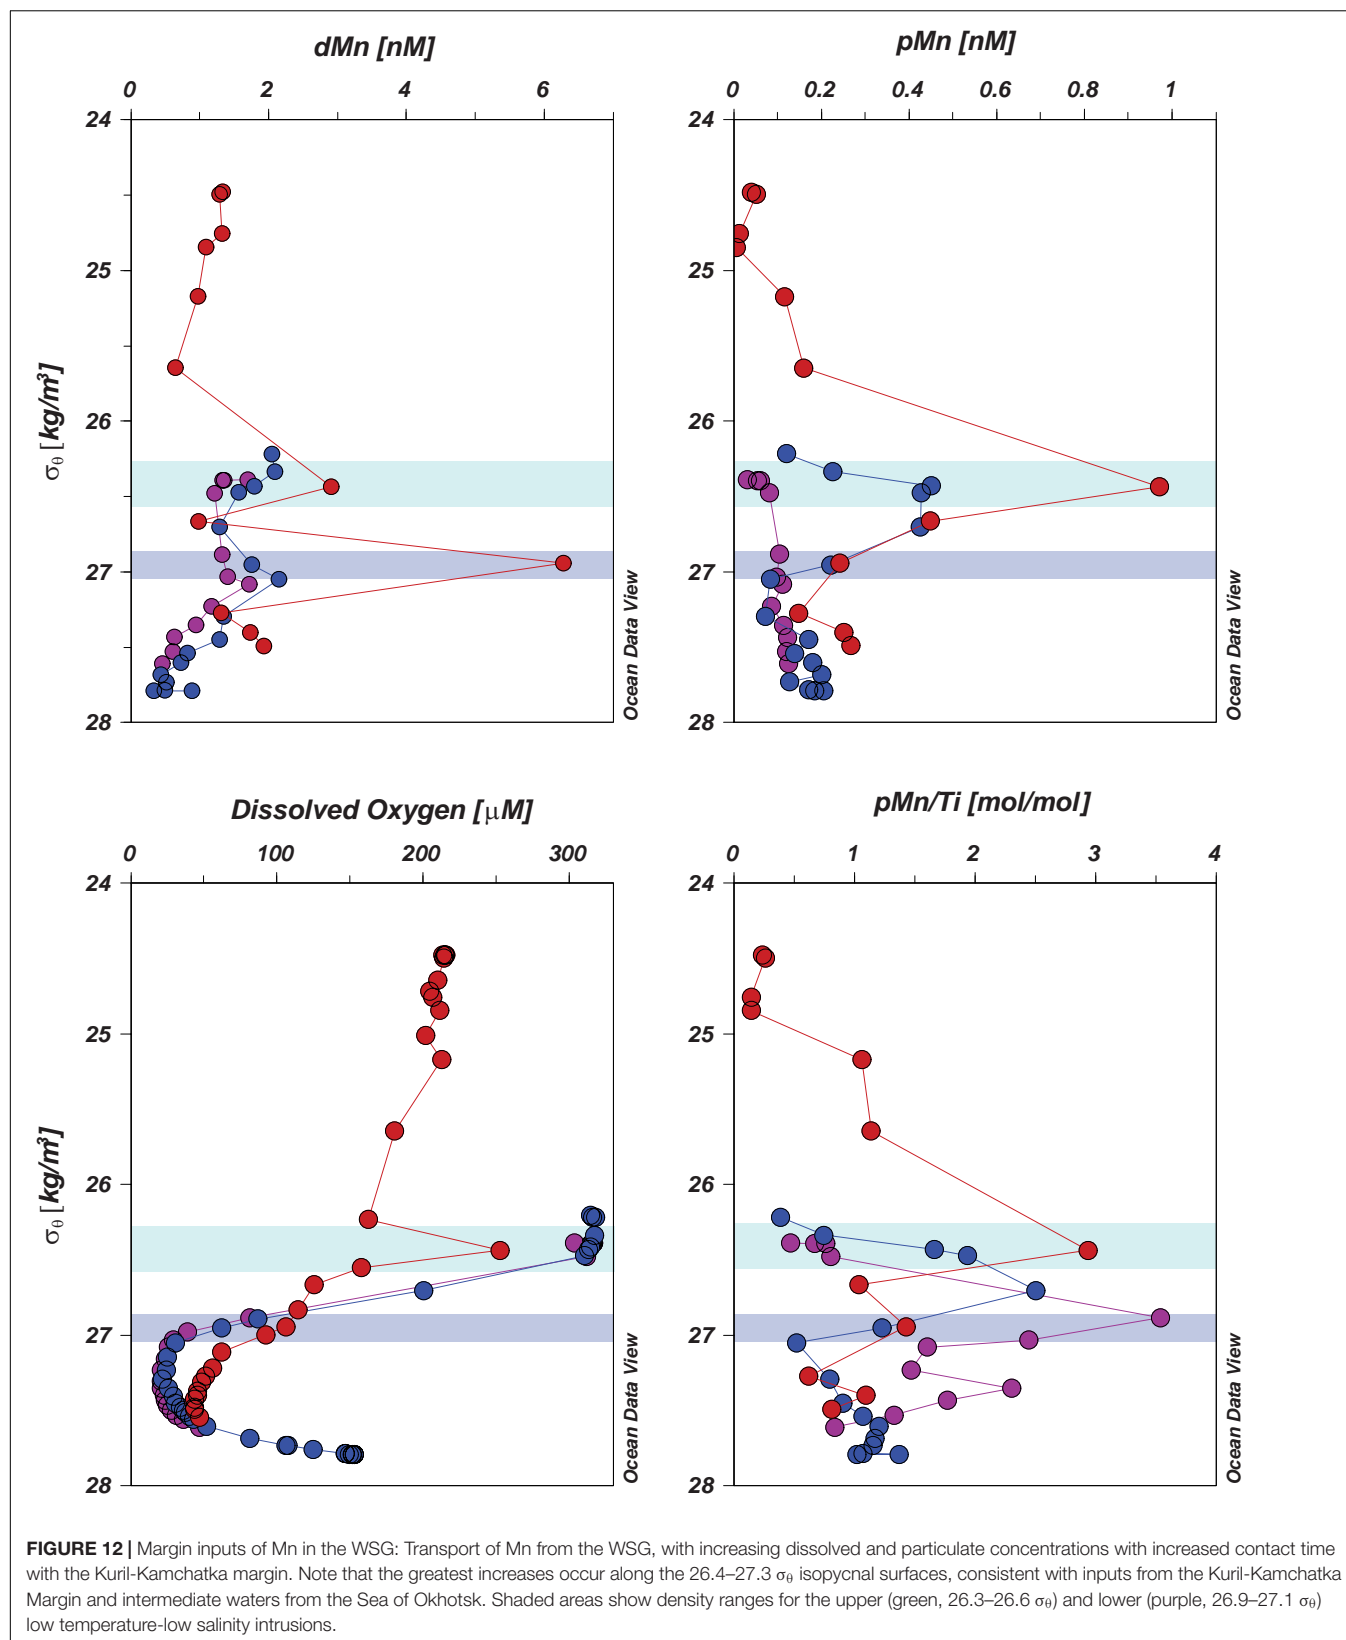 dMn [nM]
0 2 4 6
24
25
26
27
28
σθ [kg/m³]
Ocean Data View
pMn [nM]
0 0.2 0.4 0.6 0.8 1
24
25
26
27
28
Ocean Data View
Dissolved Oxygen [μM]
0 100 200 300
24
25
26
27
28
σθ [kg/m³]
Ocean Data View
pMn/Ti [mol/mol]
0 1 2 3 4
24
25
26
27
28
Ocean Data View
FIGURE 12 | Margin inputs of Mn in the WSG: Transport of Mn from the WSG, with increasing dissolved and particulate concentrations with increased contact time
with the Kuril-Kamchatka margin. Note that the greatest increases occur along the 26.4–27.3 σθ isopycnal surfaces, consistent with inputs from the Kuril-Kamchatka
Margin and intermediate waters from the Sea of Okhotsk. Shaded areas show density ranges for the upper (green, 26.3–26.6 σθ) and lower (purple, 26.9–27.1 σθ)
low temperature-low salinity intrusions.